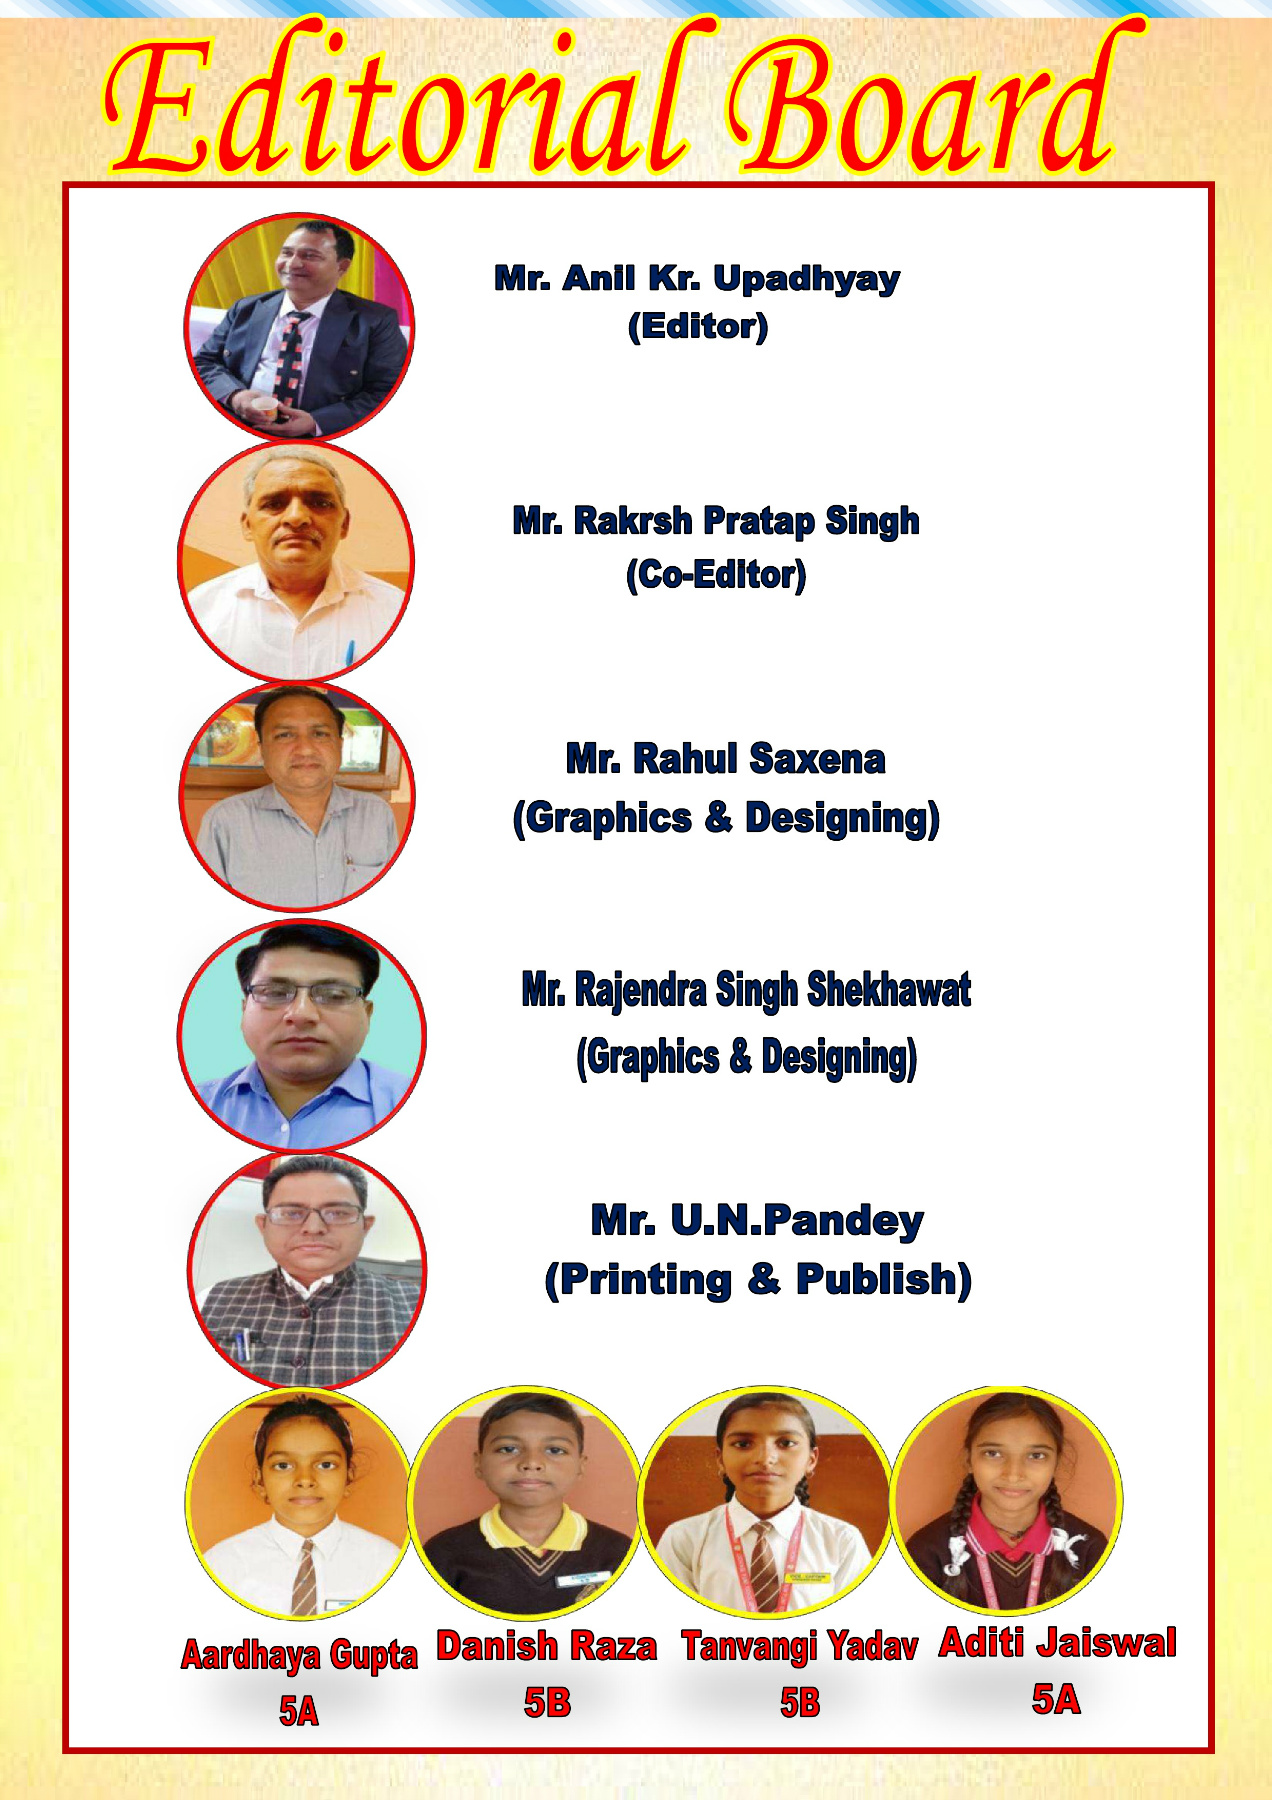 Editorial Board
Mr. Anil Kr. Upadhyay
(Editor)
Mr. Rakrsh Pratap Singh
(Co-Editor)
Mr. Rahul Saxena
(Graphics & Designing)
Mr. Rajendra Singh Shekhawat
(Graphics & Designing)
Mr. U.N.Pandey
(Printing & Publish)
Aardhaya Gupta
5A
Danish Raza
5B
Tanvangi Yadav
5B
Aditi Jaiswal
5A